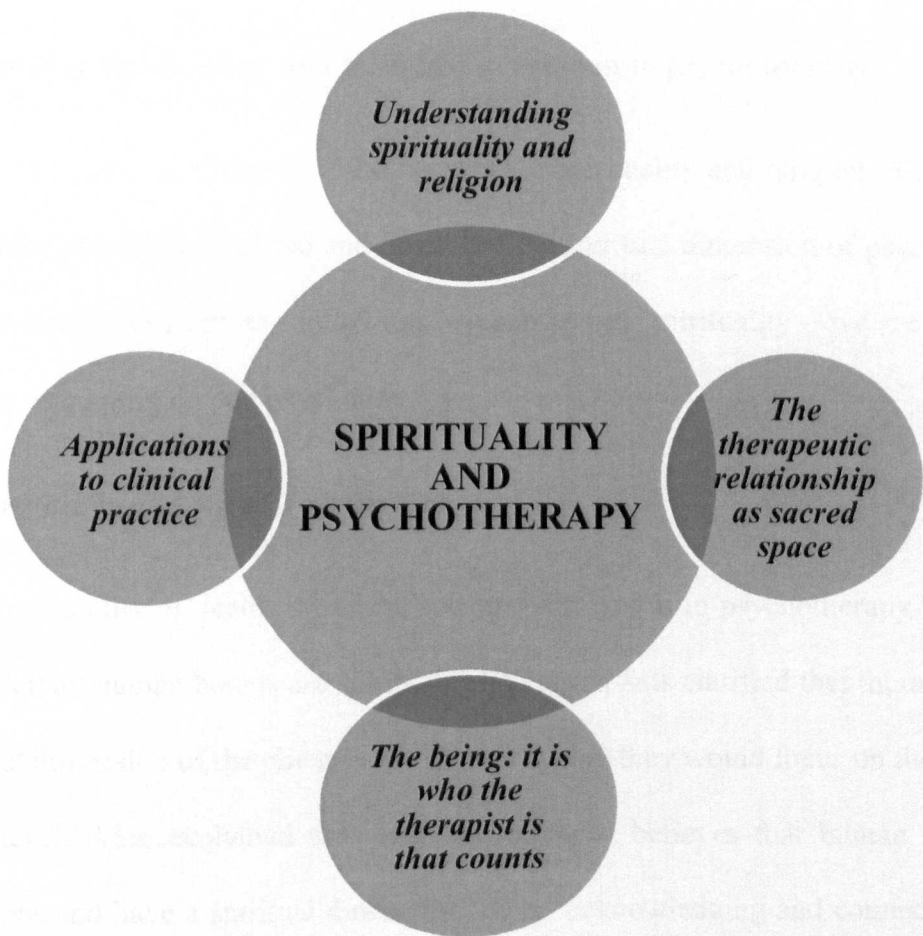 Understanding
spirituality and
religion
Applications
to clinical
practice
SPIRITUALITY
AND
PSYCHOTHERAPY
The
therapeutic
relationship
as sacred
space
The being: it is
who the
therapist is
that counts